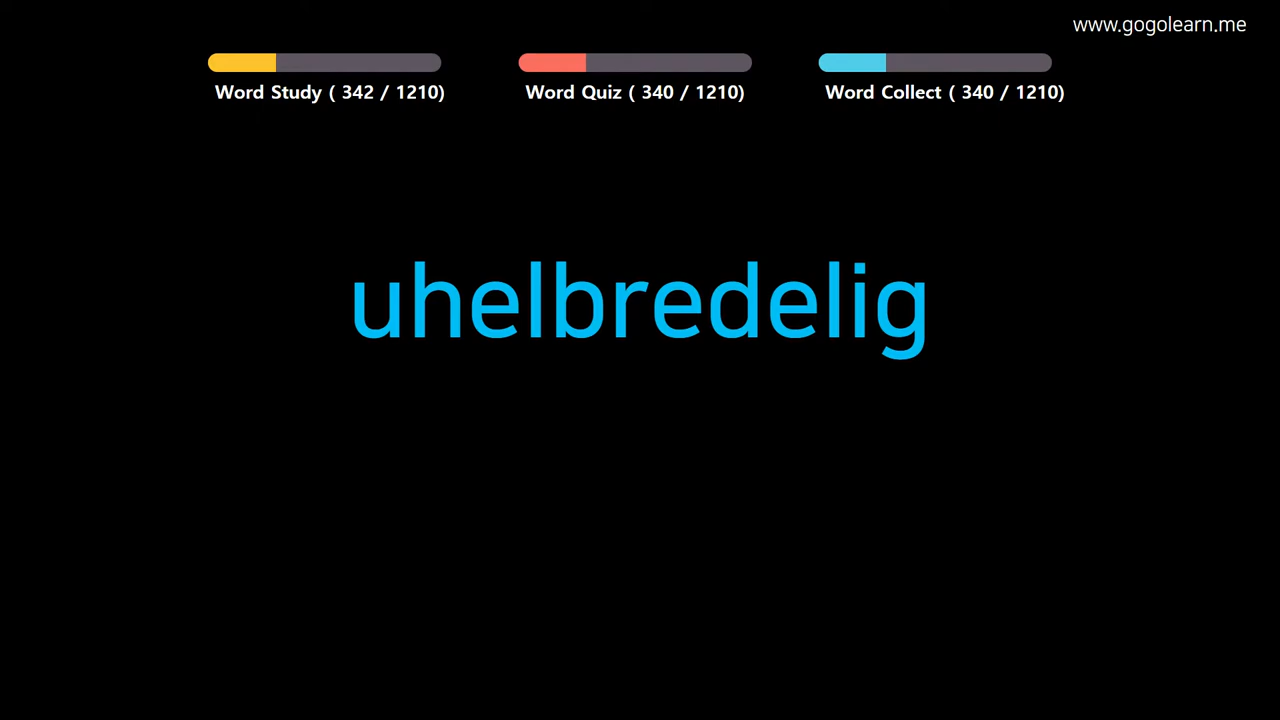 www.gogolearn.me
Word Study ( 342 / 1210)
Word Quiz ( 340 / 1210)
Word Collect ( 340 / 1210)
uhelbredelig